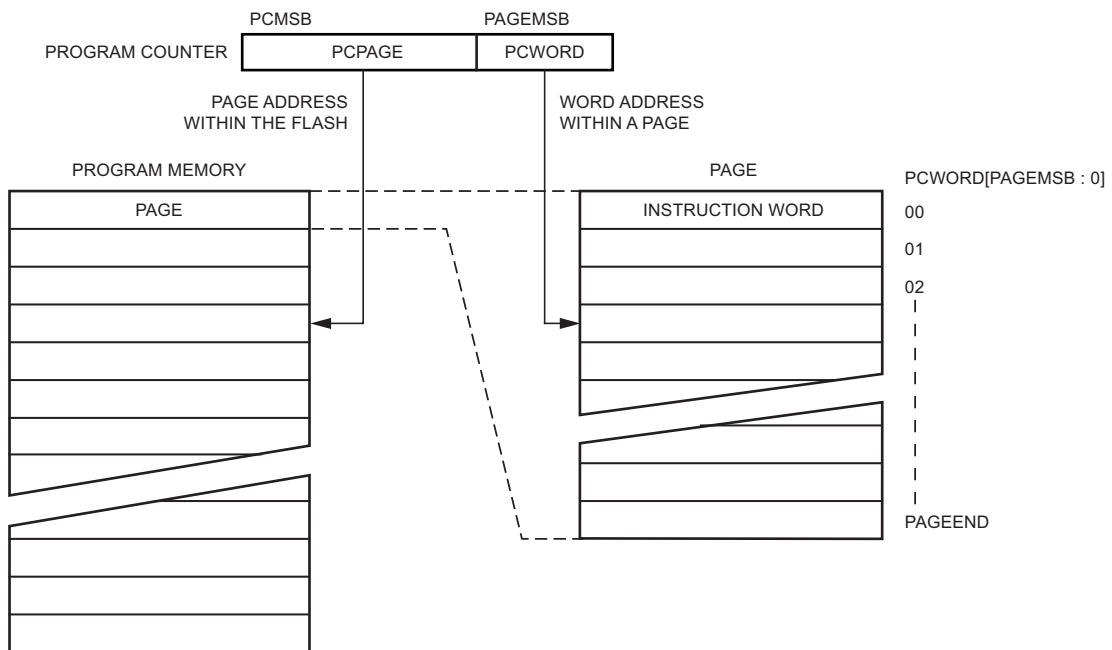 PCMSB
PAGEMSB
PROGRAM COUNTER
PCPAGE
PCWORD
PAGE ADDRESS
WITHIN THE FLASH
WORD ADDRESS
WITHIN A PAGE
PROGRAM MEMORY
PAGE
PAGE
PCWORD[PAGEMSB : 0]
INSTRUCTION WORD
00
01
02
PAGEEND